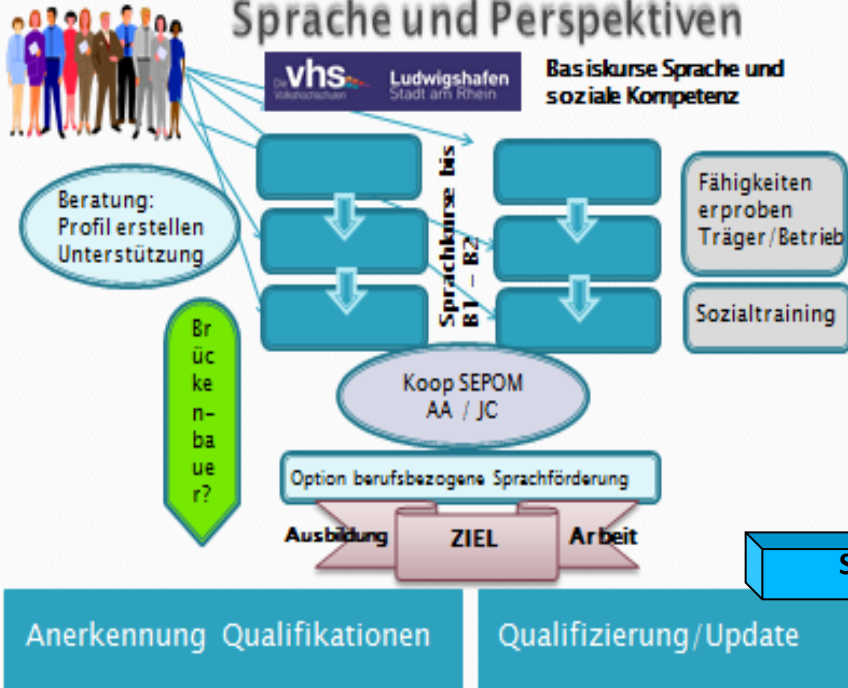 Sprache und Perspektiven
Die vhs
Volkshochschulen
Ludwigshafen
Stadt am Rhein
Basiskurse Sprache und
soziale Kompetenz
Beratung:
Profil erstellen
Unterstützung
Sprachkurse bis
B1 – B2
Fähigkeiten
erproben
Träger/Betrieb
Sozialtraining
Br
üc
ke
n-
ba
ue
r?
Koop SEPOM
AA / JC
Option berufsbezogene Sprachförderung
Ausbildung
ZIEL
Arbeit
S
Anerkennung Qualifikationen
Qualifizierung/Update